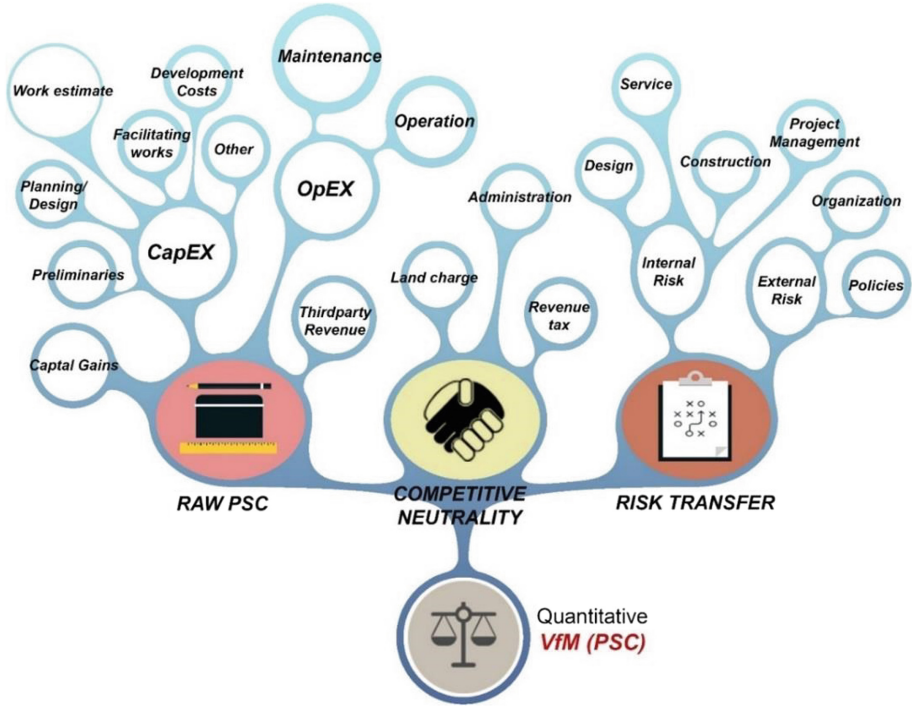 Maintenance
Work estimate
Development
Costs
Facilitating
works
Other
Operation
OpEX
Planning/
Design
CapEX
Preliminaries
Captal Gains
Thirdparty
Revenue
RAW PSC
Administration
Land charge
Revenue
tax
COMPETITIVE
NEUTRALITY
Service
Design
Construction
Project
Management
Organization
Internal
Risk
External
Risk
Policies
RISK TRANSFER
Quantitative
VfM (PSC)